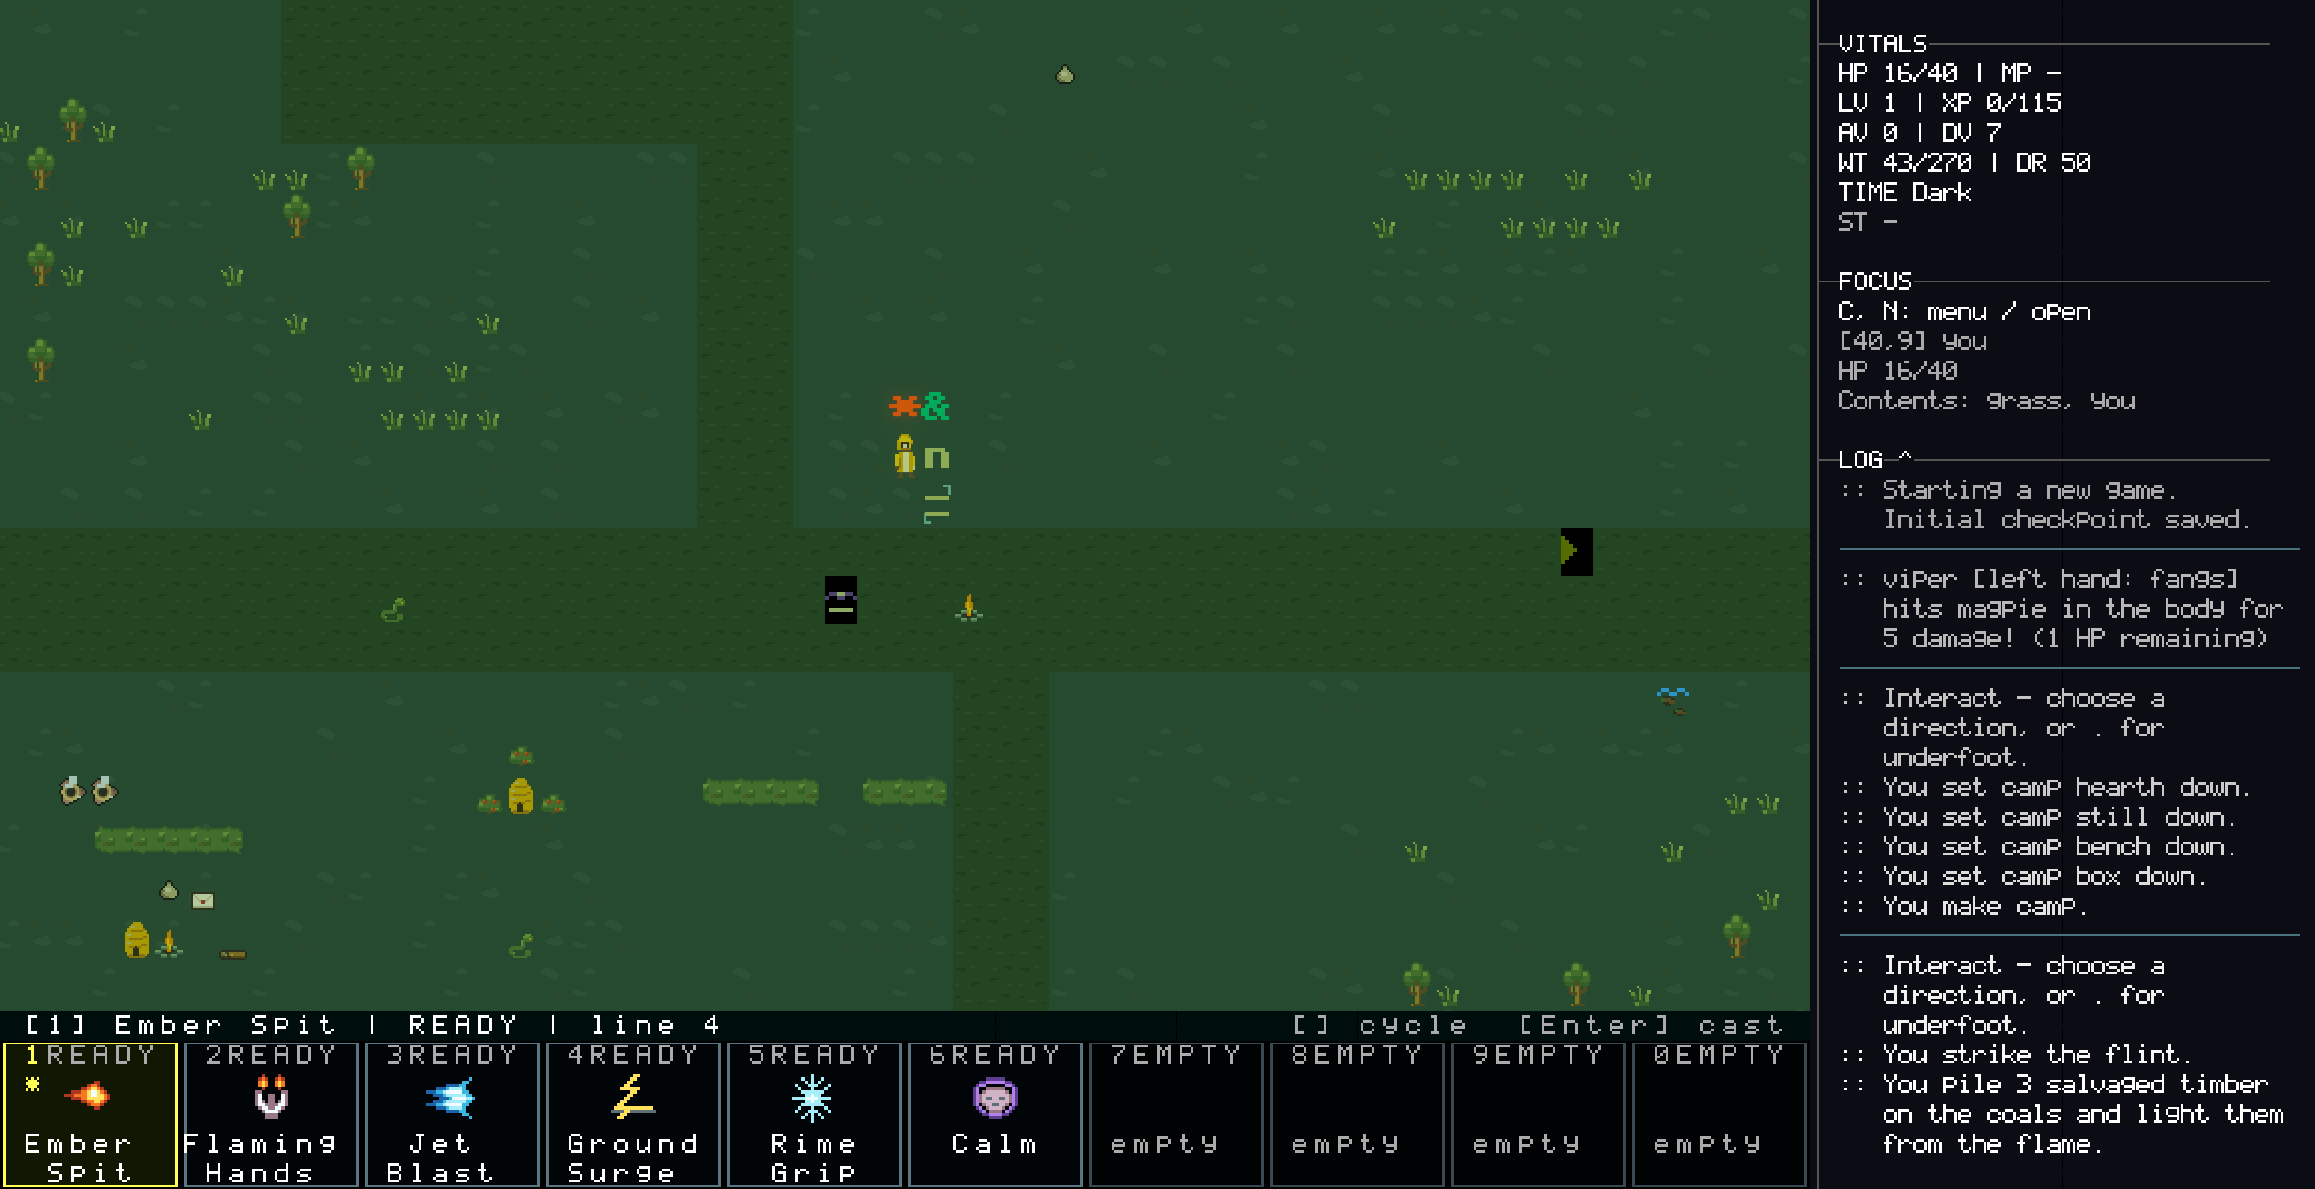 VITALS
HP 16/40 | MP -
LV 1 | XP 0/115
AV 0 | DV 7
WT 43/270 | DR 50
TIME Dark
ST -
FOCUS
C, N: menu / open
[40,9] you
HP 16/40
Contents: grass, you
LOG ^
:: Starting a new game.
Initial checkpoint saved.
:: viper [left hand: fangs]
hits magpie in the body for
5 damage! (1 HP remaining)
:: Interact - choose a
direction, or . for
underfoot.
:: You set camp hearth down.
:: You set camp still down.
:: You set camp bench down.
:: You set camp box down.
:: You make camp.
:: Interact - choose a
direction, or . for
underfoot.
:: You strike the flint.
:: You pile 3 salvaged timber
on the coals and light them
from the flame.
&
n
[1] Ember Spit | READY | line 4
[] cycle [Enter] cast
1READY 2READY 3READY 4READY 5READY 6READY 7EMPTY 8EMPTY 9EMPTY 0EMPTY
*
Ember Flaming Jet Ground Rime Calm empty empty empty empty
Spit Hands Blast Surge Grip